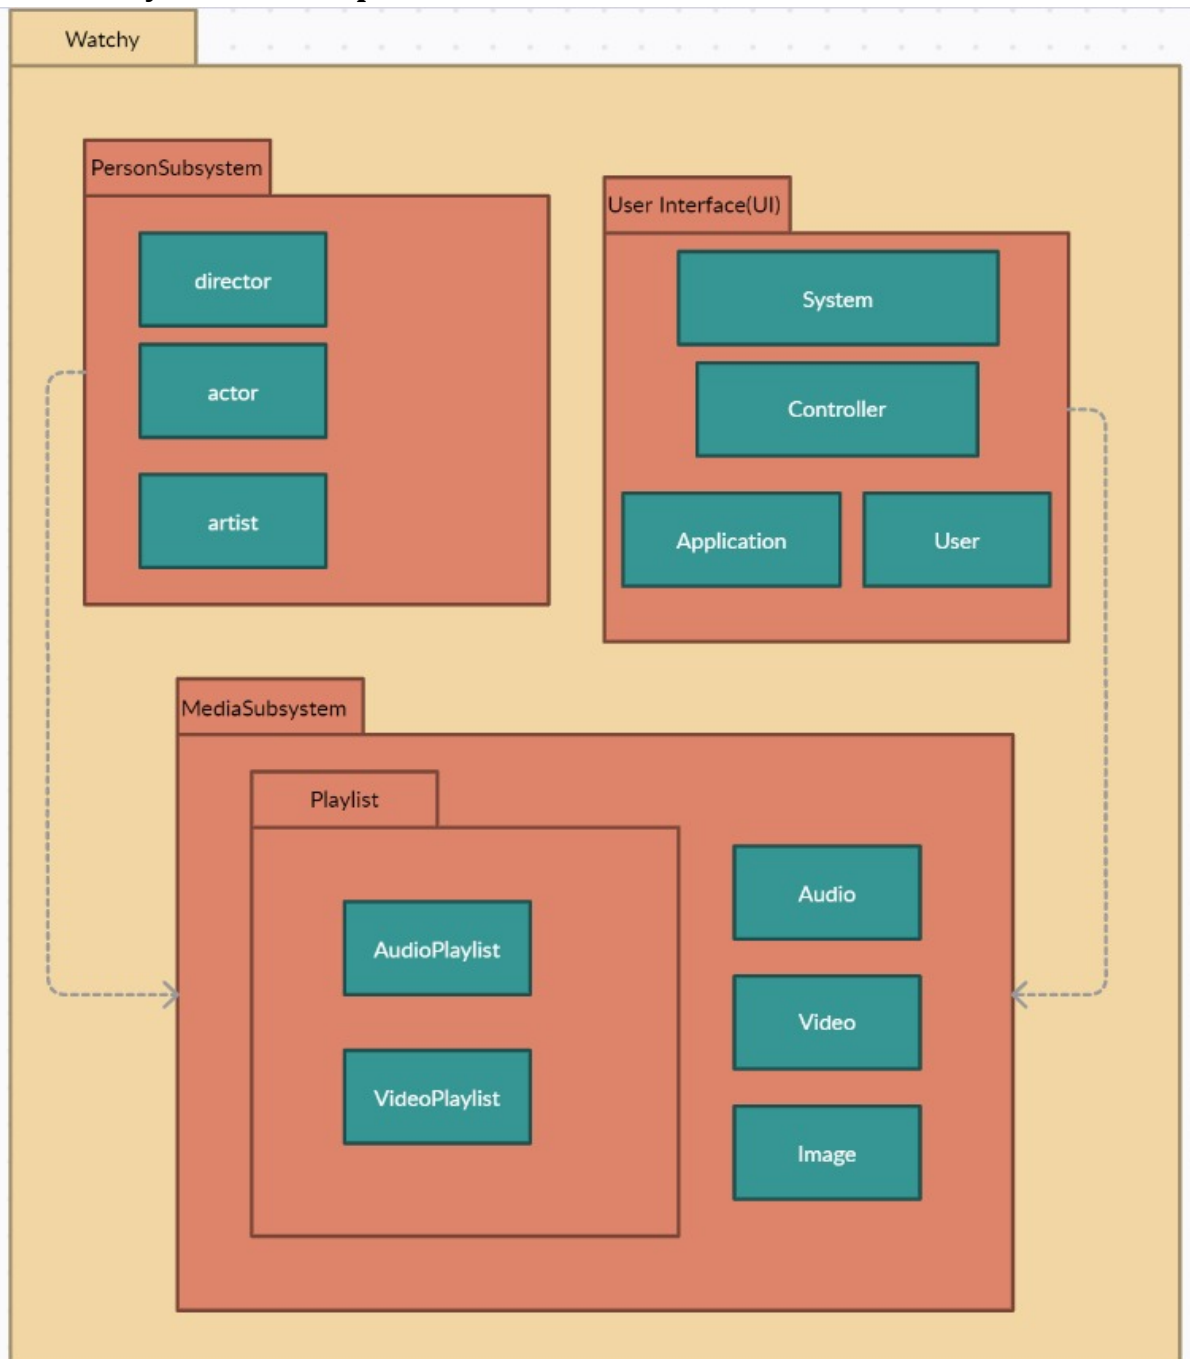 Watchy
PersonSubsystem
director
actor
artist
User Interface(UI)
System
Controller
Application
User
MediaSubsystem
Playlist
AudioPlaylist
VideoPlaylist
Audio
Video
Image